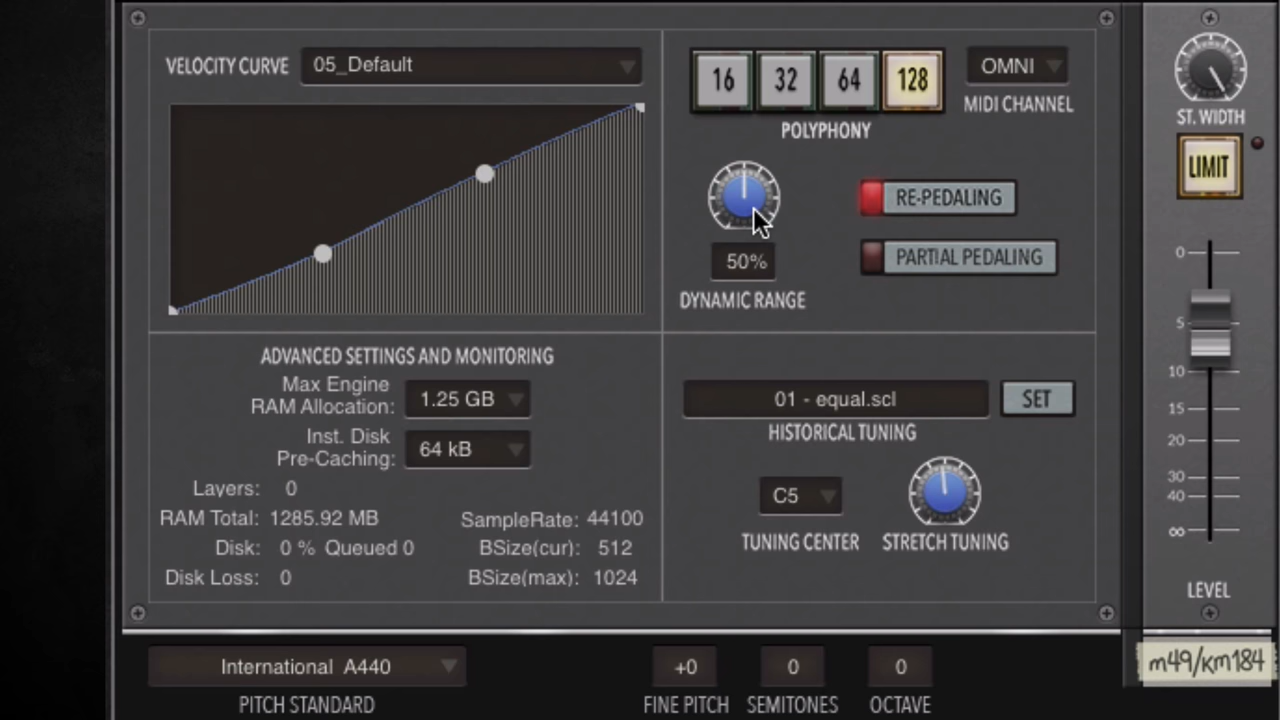 VELOCITY CURVE
05_Default
16
32
64
128
POLYPHONY
OMNI
MIDI CHANNEL
50%
DYNAMIC RANGE
RE-PEDALING
PARTIAL PEDALING
ADVANCED SETTINGS AND MONITORING
Max Engine
RAM Allocation:
1.25 GB
Inst. Disk
Pre-Caching:
64 kB
Layers: 0
RAM Total: 1285.92 MB
Disk: 0 % Queued 0
Disk Loss: 0
SampleRate: 44100
BSize(cur): 512
BSize(max): 1024
01 - equal.scl
SET
HISTORICAL TUNING
C5
TUNING CENTER
STRETCH TUNING
International A440
PITCH STANDARD
+0
FINE PITCH
0
SEMITONES
0
OCTAVE
ST. WIDTH
LIMIT
0
5
10
15
20
30
40
∞
LEVEL
m49/km184